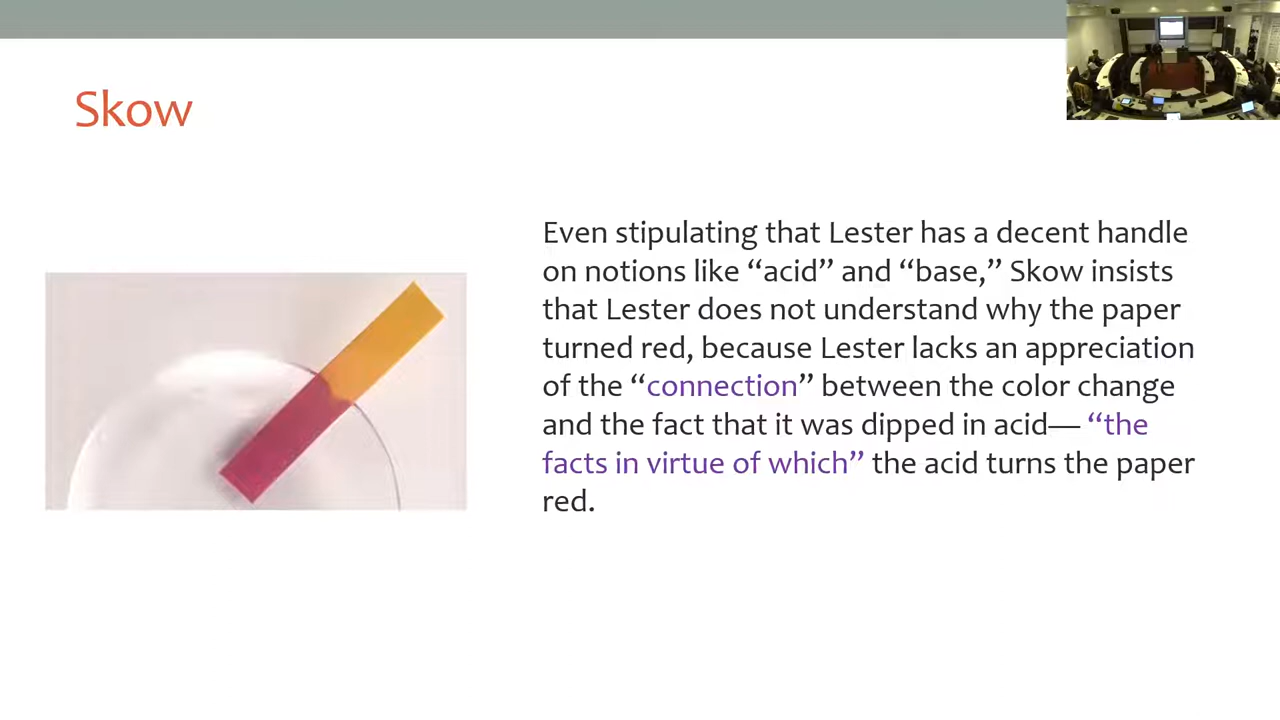 Skow
Even stipulating that Lester has a decent handle
on notions like “acid” and “base,” Skow insists
that Lester does not understand why the paper
turned red, because Lester lacks an appreciation
of the “connection” between the color change
and the fact that it was dipped in acid— “the
facts in virtue of which” the acid turns the paper
red.